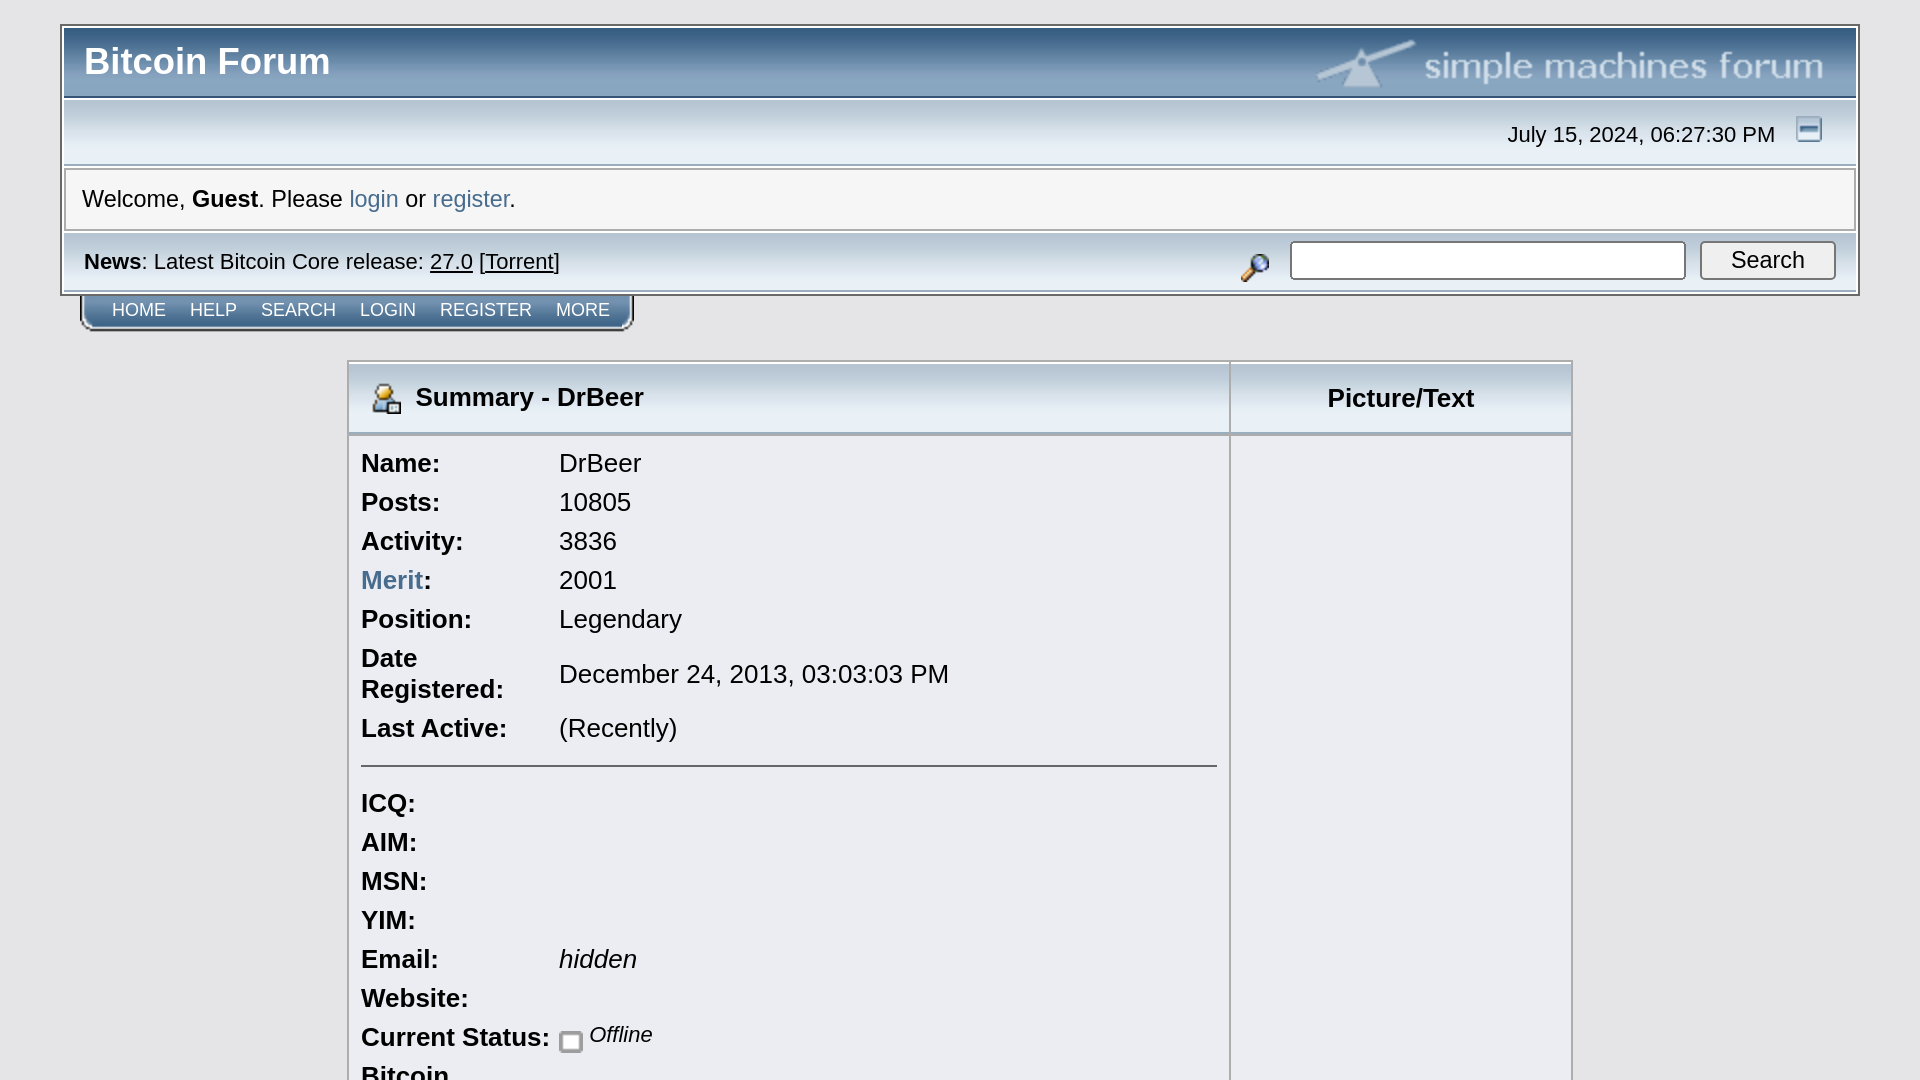 Bitcoin Forum
simple machines forum
July 15, 2024, 06:27:30 PM
Welcome, Guest. Please login or register.
News: Latest Bitcoin Core release: 27.0 [Torrent]
Search
HOME HELP SEARCH LOGIN REGISTER MORE
Summary - DrBeer
Picture/Text
Name: DrBeer
Posts: 10805
Activity: 3836
Merit: 2001
Position: Legendary
Date
Registered: December 24, 2013, 03:03:03 PM
Last Active: (Recently)
ICQ:
AIM:
MSN:
YIM:
Email: hidden
Website:
Current Status: Offline
Bitcoin